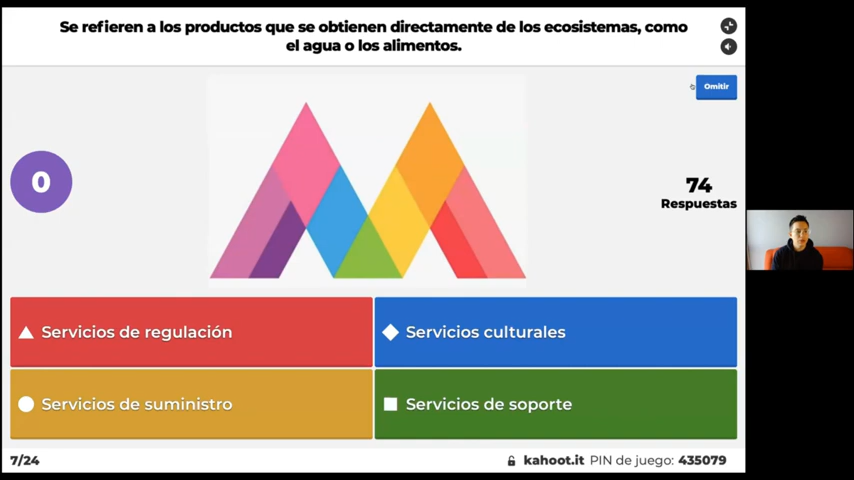 Se refieren a los productos que se obtienen directamente de los ecosistemas, como
el agua o los alimentos.
Omitir
0
74
Respuestas
Servicios de regulación
Servicios culturales
Servicios de suministro
Servicios de soporte
7/24
kahoot.it PIN de juego: 435079